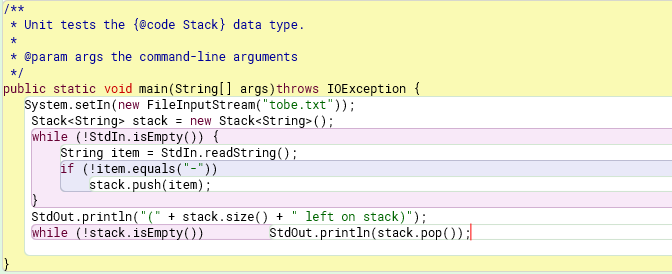 /**
 * Unit tests the {@code Stack} data type.
 *
 * @param args the command-line arguments
 */
public static void main(String[] args)throws IOException {
System.setIn(new FileInputStream("tobe.txt"));
Stack<String> stack = new Stack<String>();
while (!StdIn.isEmpty()) {
String item = StdIn.readString();
if (!item.equals("-"))
stack.push(item);
}
StdOut.println("(" + stack.size() + " left on stack)");
while (!stack.isEmpty())         StdOut.println(stack.pop());
}